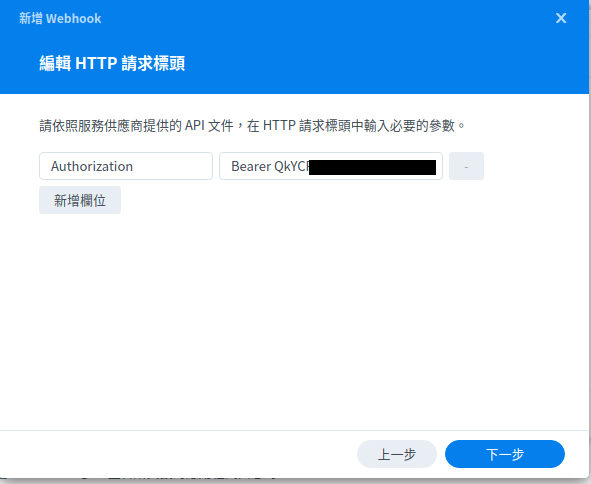 新增 Webhook
編輯 HTTP 請求標頭
請依照服務供應商提供的 API 文件，在 HTTP 請求標頭中輸入必要的參數。
Authorization Bearer QkYC -
新增欄位
上一步 下一步